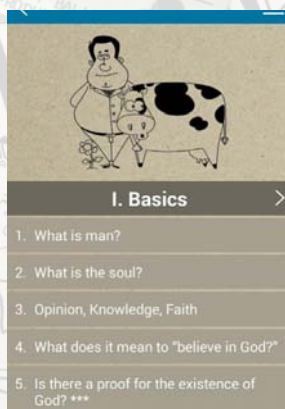 I. Basics
1. What is man?
2. What is the soul?
3. Opinion, Knowledge, Faith
4. What does it mean to "believe in God?"
5. Is there a proof for the existence of
God? ***